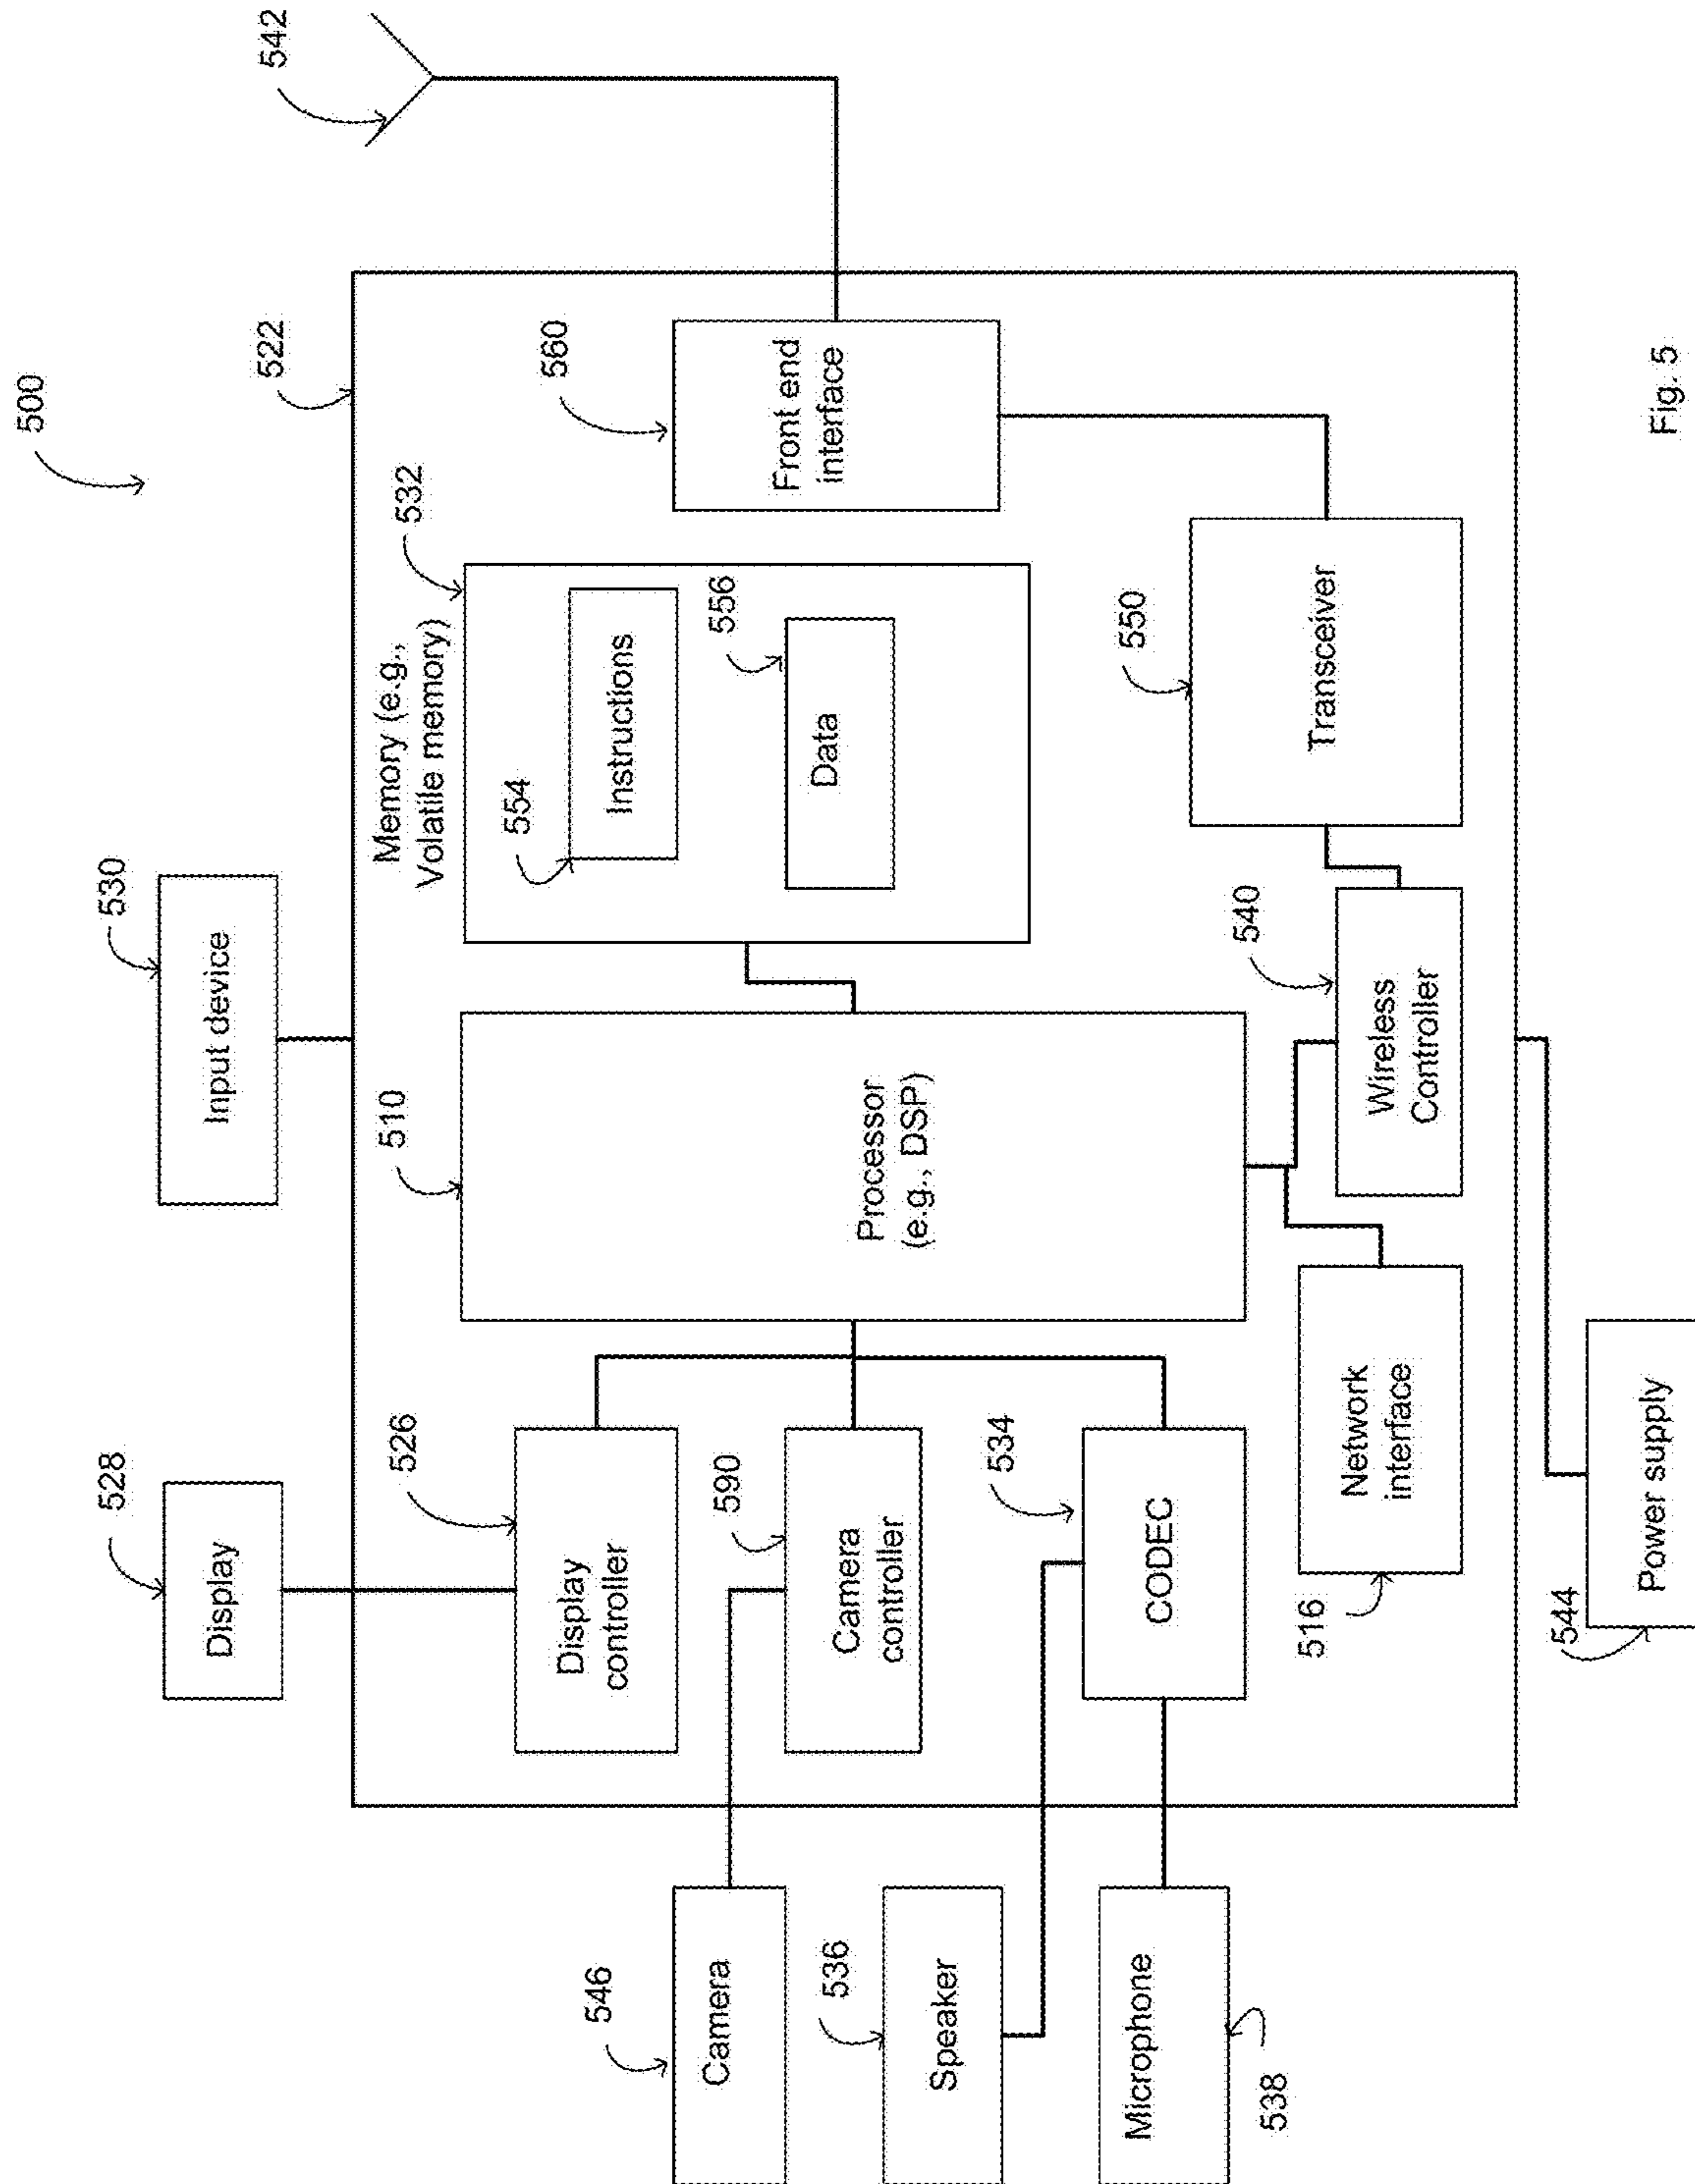 500
542
522
528
Display
530
Input device
Memory (e.g.,
Volatile memory)
532
560
Front end
interface
526
Display
controller
510
Processor
(e.g., DSP)
554
Instructions
556
Data
546
Camera
590
Camera
controller
536
Speaker
534
CODEC
550
Transceiver
540
Wireless
Controller
Microphone
538
516
Network
interface
544
Power supply
Fig. 5